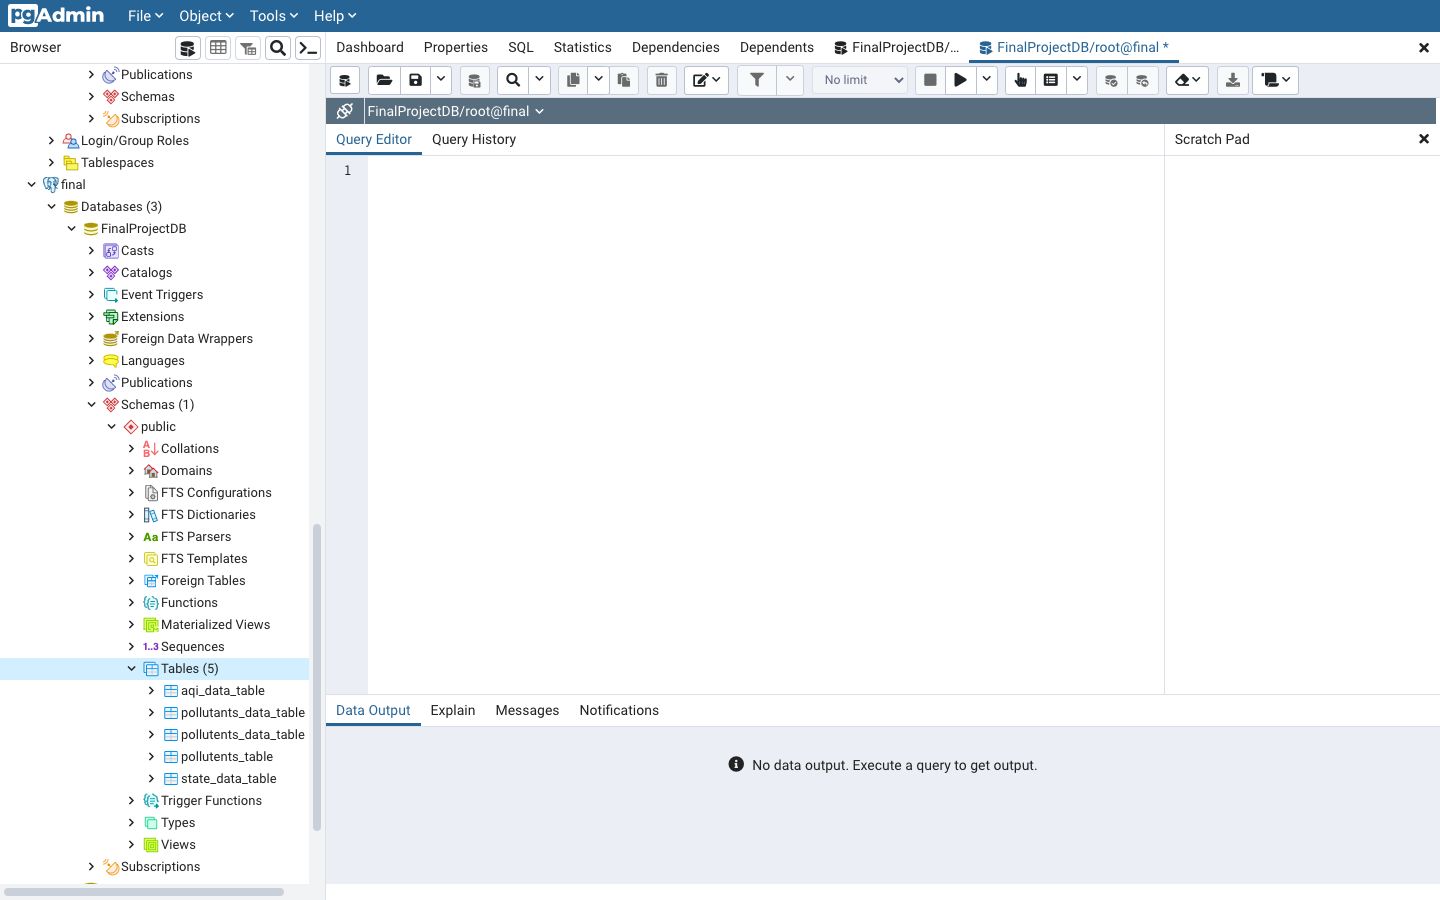 pgAdmin
File
Object
Tools
Help
Browser
Dashboard
Properties
SQL
Statistics
Dependencies
Dependents
FinalProjectDB/...
FinalProjectDB/root@final *
No limit
FinalProjectDB/root@final
Query Editor
Query History
Scratch Pad
1
Publications
Schemas
Subscriptions
Login/Group Roles
Tablespaces
final
Databases (3)
FinalProjectDB
Casts
Catalogs
Event Triggers
Extensions
Foreign Data Wrappers
Languages
Publications
Schemas (1)
public
Collations
Domains
FTS Configurations
FTS Dictionaries
Aa FTS Parsers
FTS Templates
Foreign Tables
Functions
Materialized Views
1..3 Sequences
Tables (5)
aqi_data_table
pollutants_data_table
pollutents_data_table
pollutents_table
state_data_table
Trigger Functions
Types
Views
Subscriptions
Data Output
Explain
Messages
Notifications
No data output. Execute a query to get output.